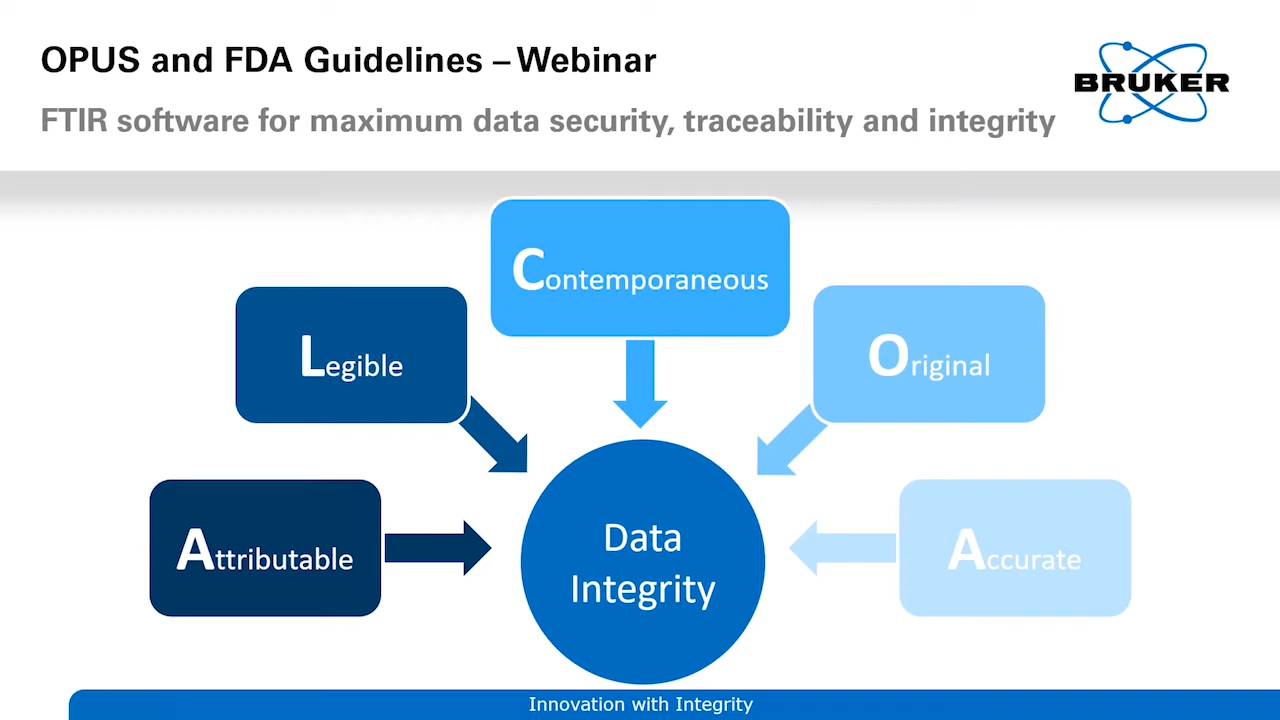 OPUS and FDA Guidelines – Webinar
BRUKER
FTIR software for maximum data security, traceability and integrity
Contemporaneous
Legible
Original
Attributable
Accurate
Data
Integrity
Innovation with Integrity